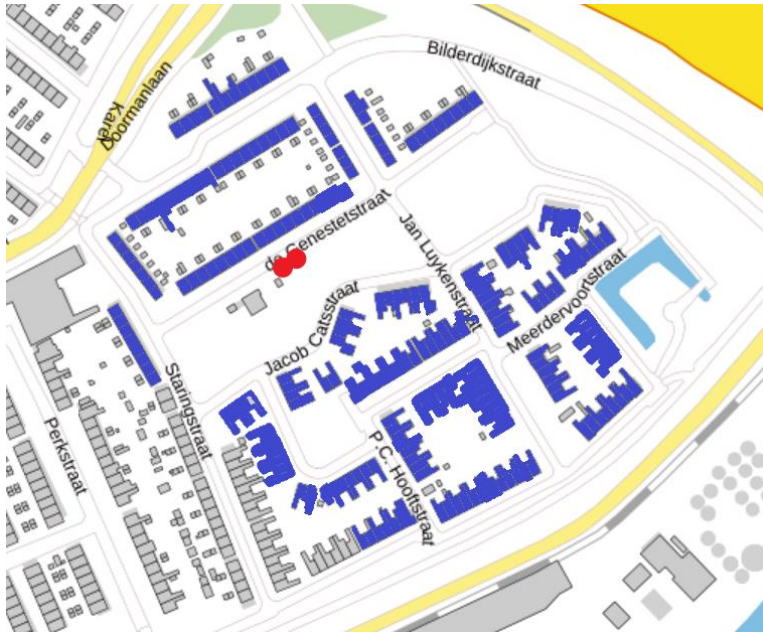 Bilderdijkstraat
Karel
Doormanlaan
de Genestetstraat
Jan Luykenstraat
Meerdervoortstraat
Jacob Catsstraat
Staringstraat
Perkstraat
P.C. Hooftstraat